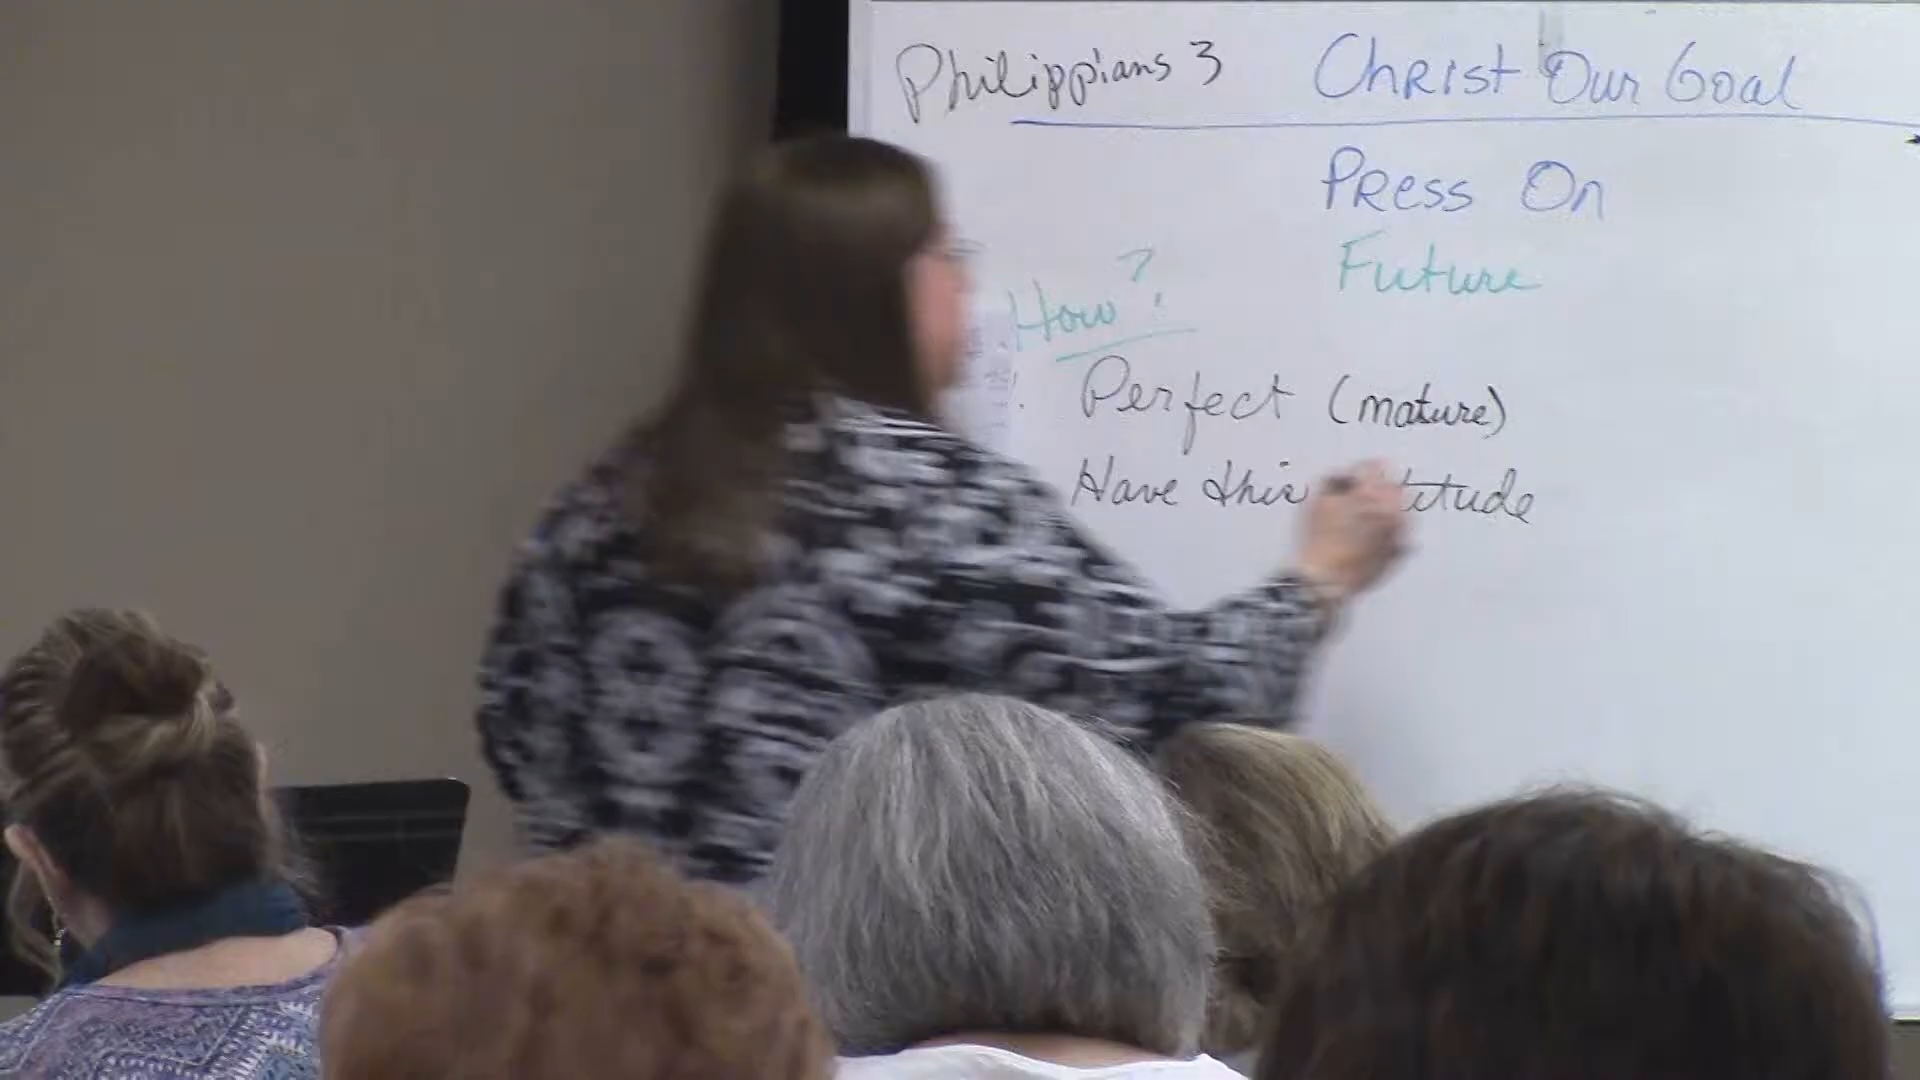 Philippians 3 Christ Our Goal
Press On
Future
How?
Perfect (mature)
Have this